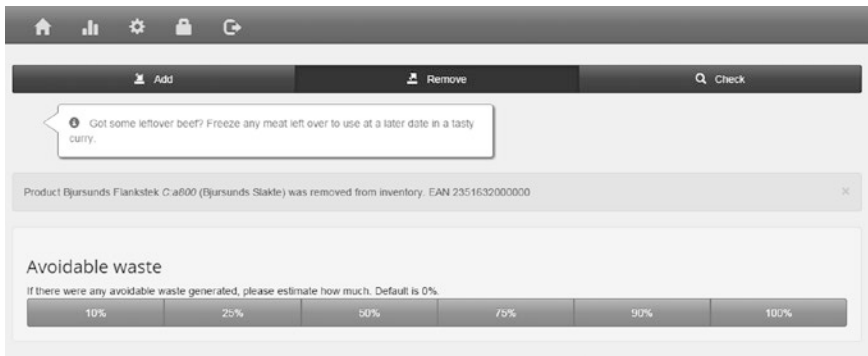 Add
Remove
Check
Got some leftover beef? Freeze any meat left over to use at a later date in a tasty
curry.
Product Bjursunds Flankstek C:a800 (Bjursunds Slakte) was removed from inventory. EAN 2351632000000
×
Avoidable waste
If there were any avoidable waste generated, please estimate how much. Default is 0%.
10%
25%
50%
75%
90%
100%